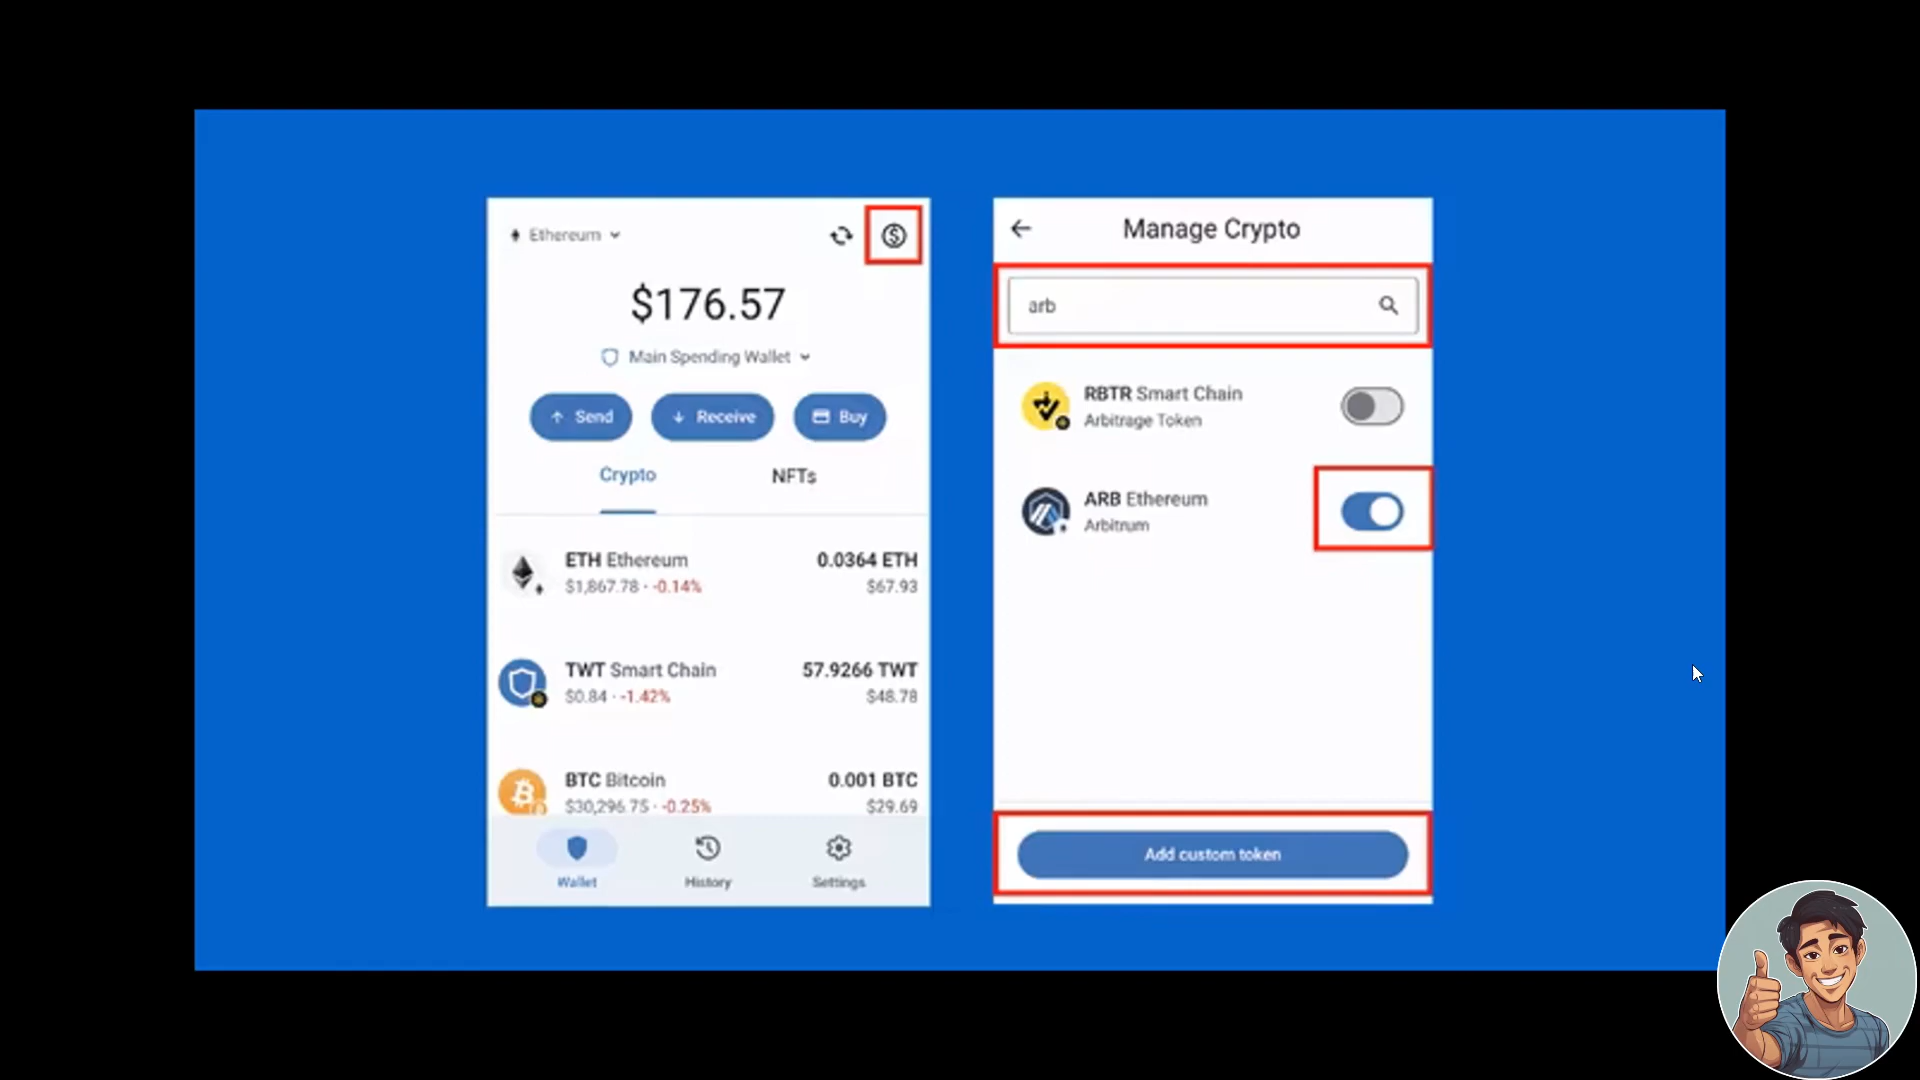 Ethereum
$176.57
Main Spending Wallet
Send
Receive
Buy
Crypto
NFTs
ETH Ethereum
0.0364 ETH
$1,867.78 · -0.14%
$67.93
TWT Smart Chain
57.9266 TWT
$0.84 · -1.42%
$48.78
BTC Bitcoin
0.001 BTC
$30,296.75 · -0.25%
$29.69
Wallet
History
Settings
Manage Crypto
arb
RBTR Smart Chain
Arbitrage Token
ARB Ethereum
Arbitrum
Add custom token